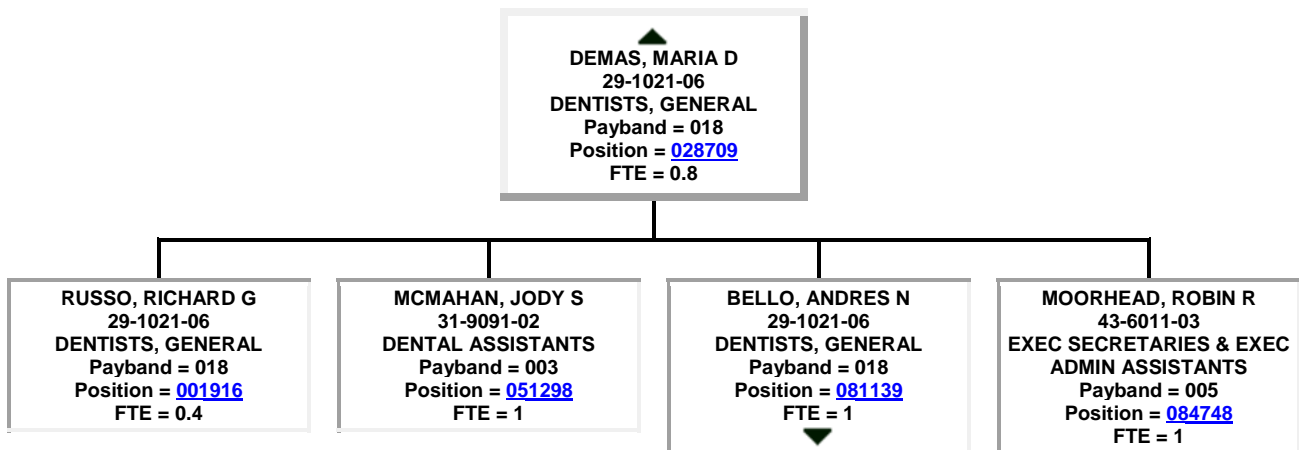 DEMAS, MARIA D
29-1021-06
DENTISTS, GENERAL
Payband = 018
Position = 028709
FTE = 0.8
RUSSO, RICHARD G
29-1021-06
DENTISTS, GENERAL
Payband = 018
Position = 001916
FTE = 0.4
MCMAHAN, JODY S
31-9091-02
DENTAL ASSISTANTS
Payband = 003
Position = 051298
FTE = 1
BELLO, ANDRES N
29-1021-06
DENTISTS, GENERAL
Payband = 018
Position = 081139
FTE = 1
MOORHEAD, ROBIN R
43-6011-03
EXEC SECRETARIES & EXEC
ADMIN ASSISTANTS
Payband = 005
Position = 084748
FTE = 1